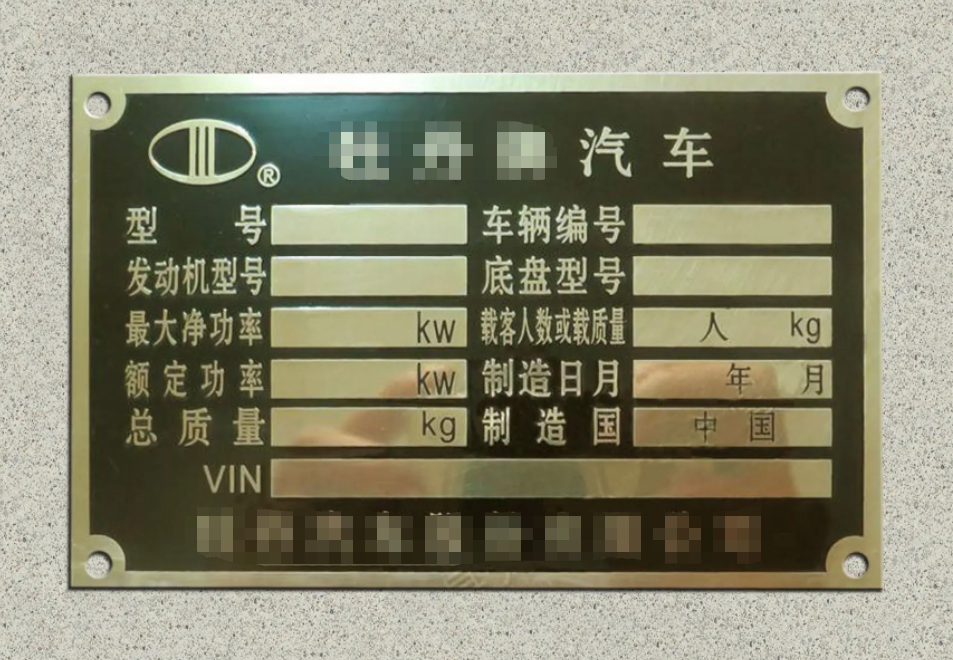 ® 汽车
型号 车辆编号
发动机型号 底盘型号
最大净功率 kw 载客人数或载质量 人 kg
额定功率 kw 制造日月 年 月
总质量 kg 制造国 中国
VIN